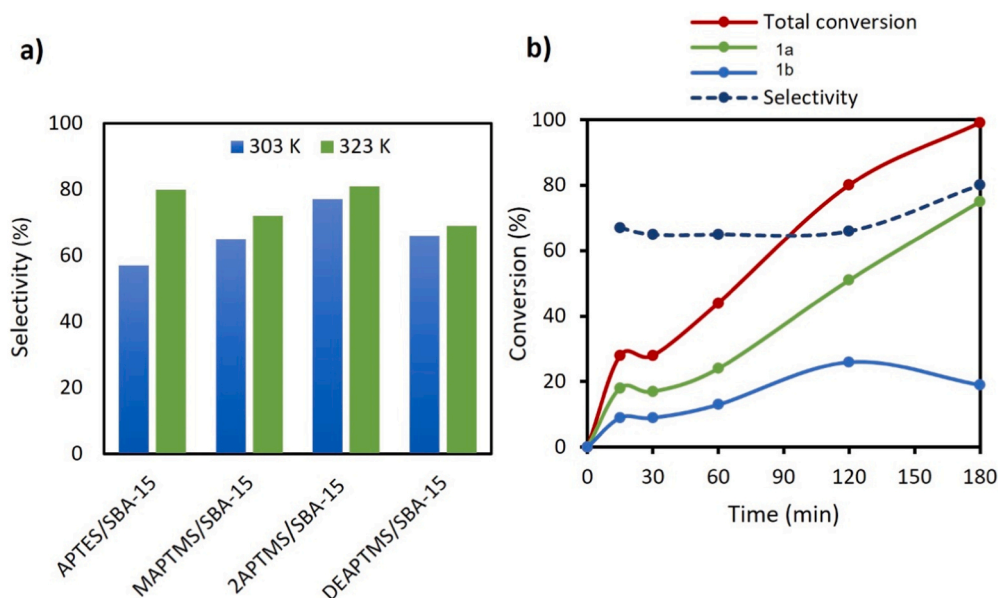 a)
100
80
60
40
20
0
Selectivity (%)
303 K
323 K
APTES/SBA-15
MAPTMS/SBA-15
2APTMS/SBA-15
DEAPTMS/SBA-15
b)
Total conversion
1a
1b
Selectivity
100
80
60
40
20
0
Conversion (%)
0 30 60 90 120 150 180
Time (min)